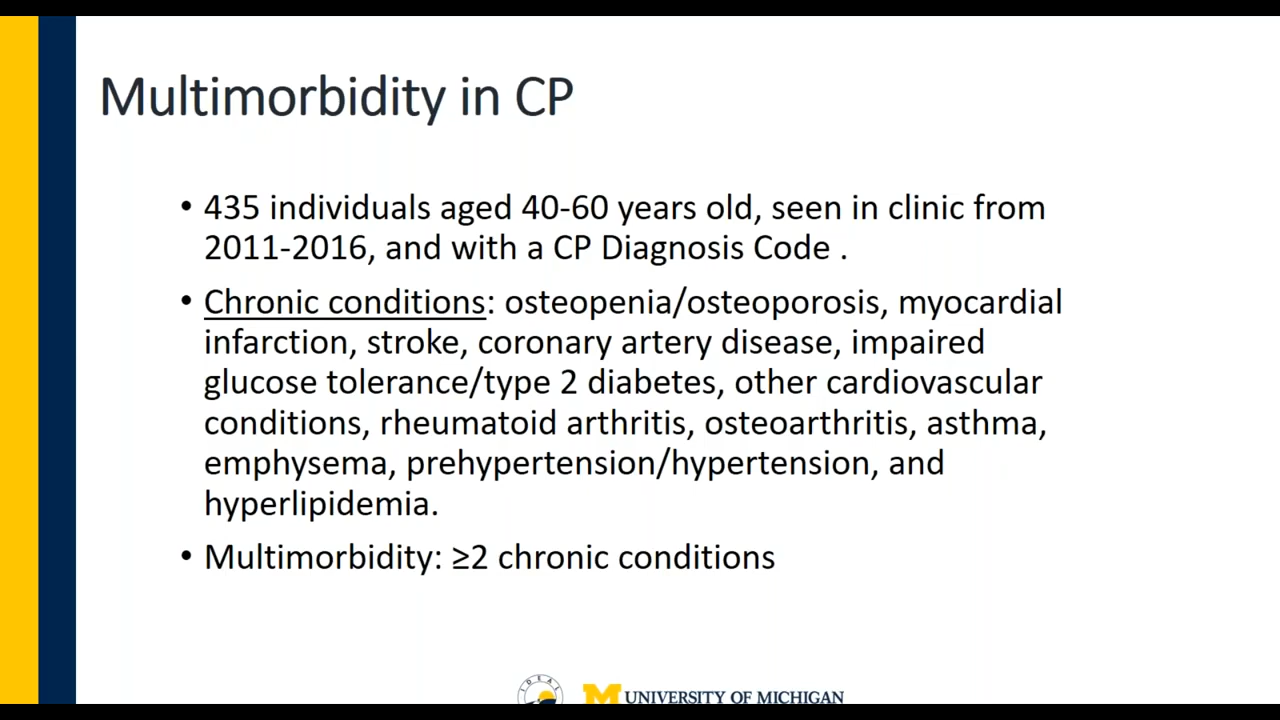 Multimorbidity in CP
• 435 individuals aged 40-60 years old, seen in clinic from
2011-2016, and with a CP Diagnosis Code .
• Chronic conditions: osteopenia/osteoporosis, myocardial
infarction, stroke, coronary artery disease, impaired
glucose tolerance/type 2 diabetes, other cardiovascular
conditions, rheumatoid arthritis, osteoarthritis, asthma,
emphysema, prehypertension/hypertension, and
hyperlipidemia.
• Multimorbidity: ≥2 chronic conditions
IDEAL
M UNIVERSITY OF MICHIGAN